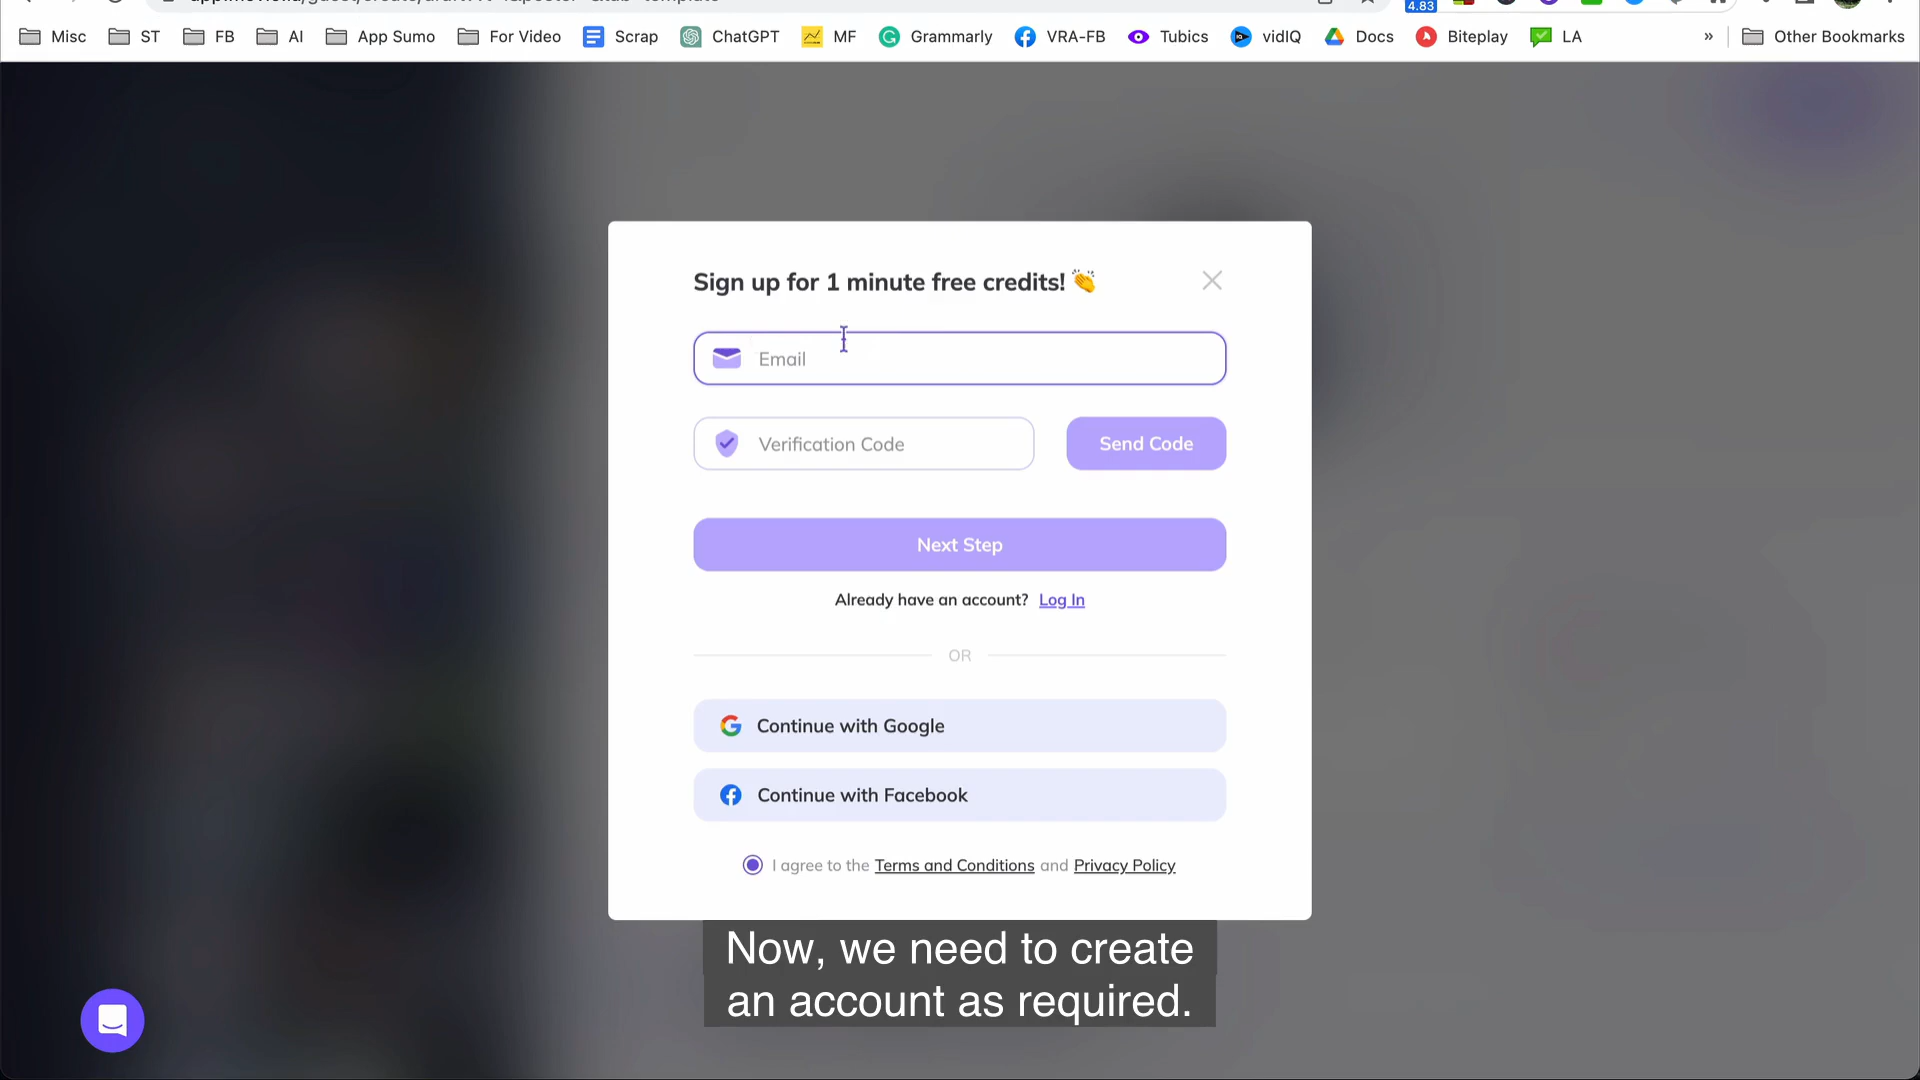 4.83
Misc ST FB AI App Sumo For Video Scrap ChatGPT MF Grammarly VRA-FB Tubics vidIQ Docs Biteplay LA » Other Bookmarks
Sign up for 1 minute free credits! 👏
Email
Verification Code Send Code
Next Step
Already have an account? Log In
OR
Continue with Google
Continue with Facebook
I agree to the Terms and Conditions and Privacy Policy
Now, we need to create
an account as required.